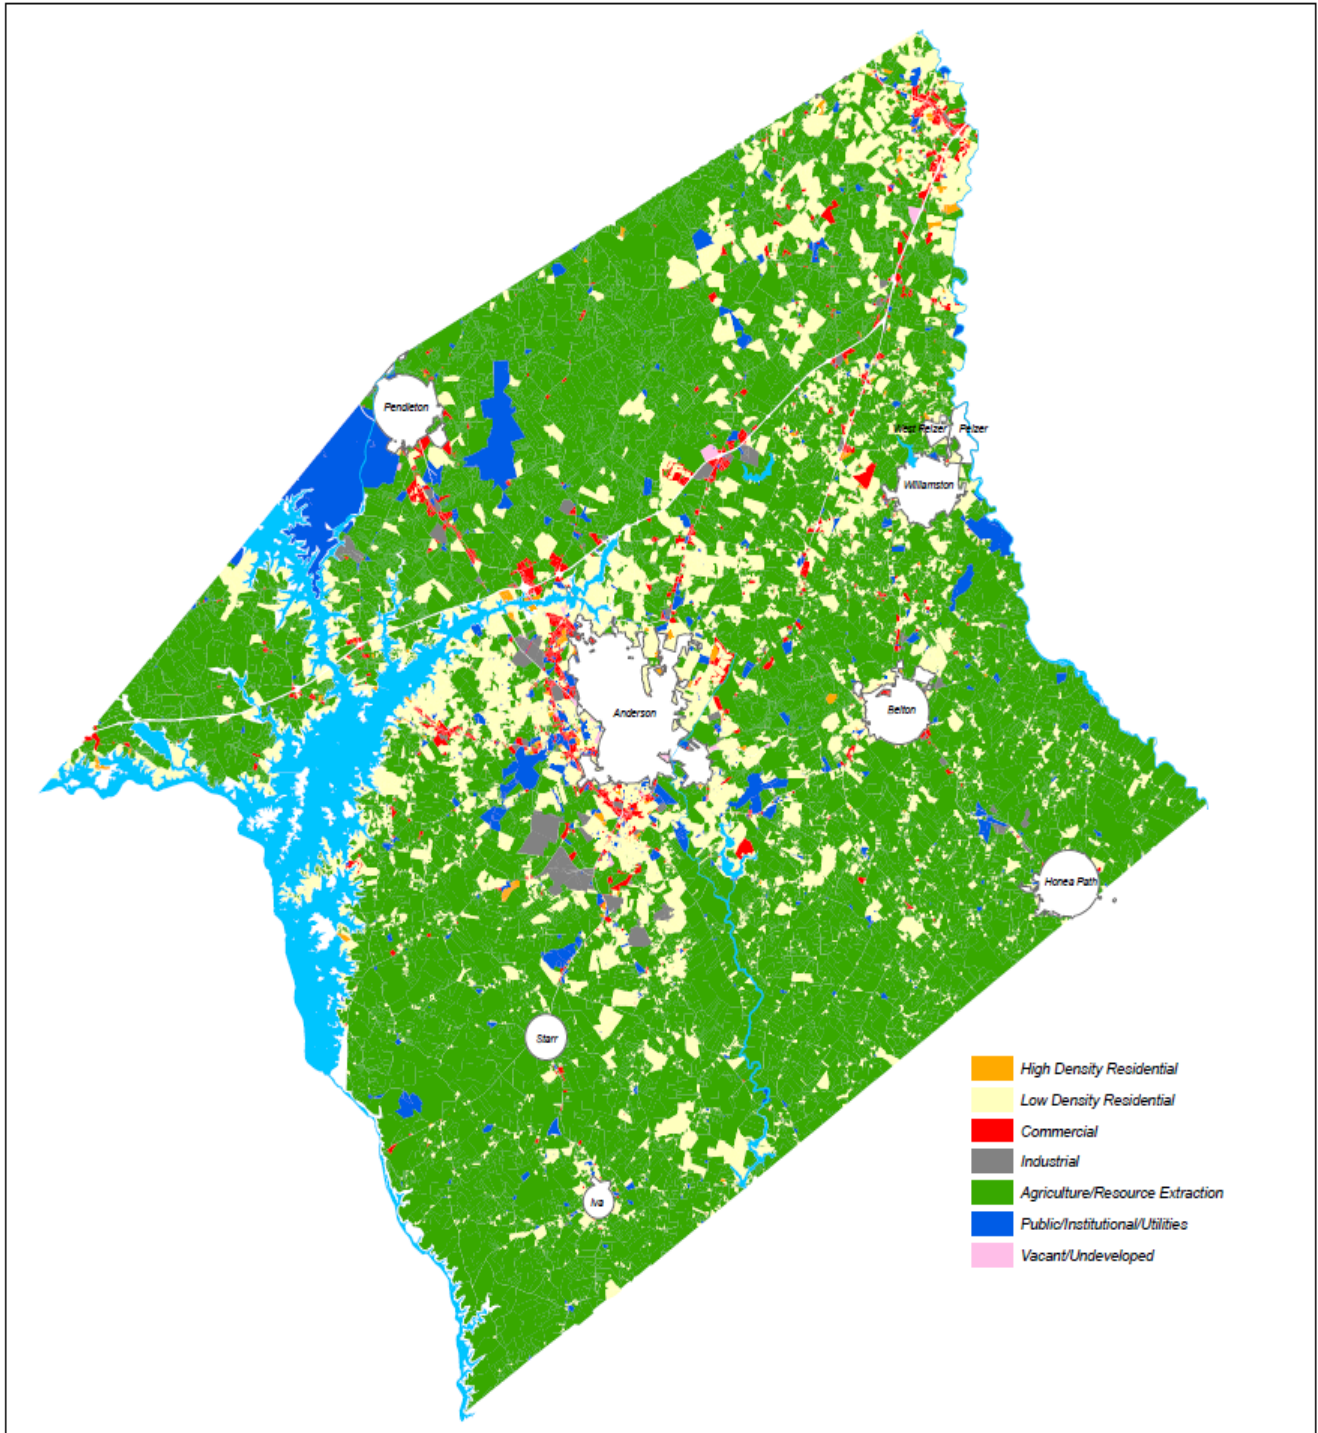 Pendleton
West Pelzer
Pelzer
Williamston
Anderson
Belton
Honea Path
Starr
Iva
High Density Residential
Low Density Residential
Commercial
Industrial
Agriculture/Resource Extraction
Public/Institutional/Utilities
Vacant/Undeveloped